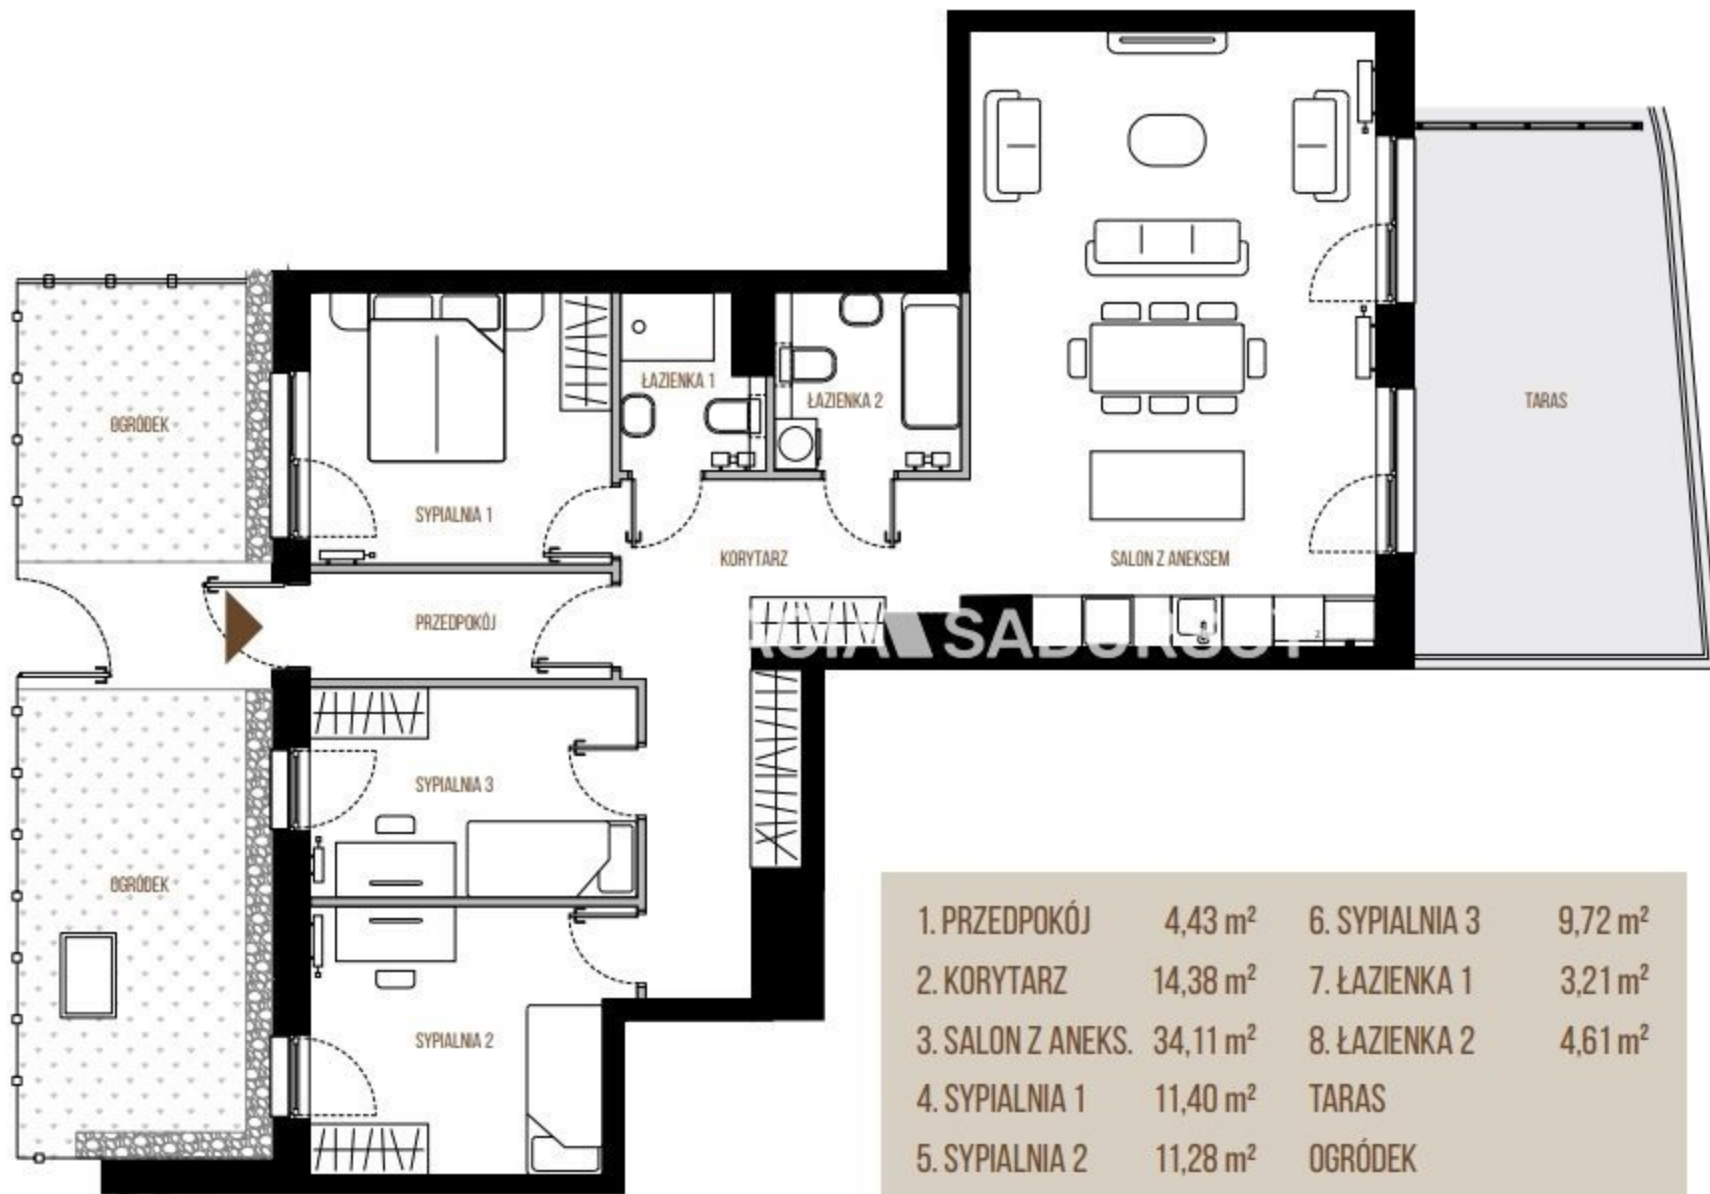 OGRÓDEK
SYPIALNIA 1
ŁAZIENKA 1
ŁAZIENKA 2
TARAS
KORYTARZ
SALON Z ANEKSEM
PRZEDPOKÓJ
SYPIALNIA 3
OGRÓDEK
SYPIALNIA 2
1. PRZEDPOKÓJ 4,43 m² 6. SYPIALNIA 3 9,72 m²
2. KORYTARZ 14,38 m² 7. ŁAZIENKA 1 3,21 m²
3. SALON Z ANEKS. 34,11 m² 8. ŁAZIENKA 2 4,61 m²
4. SYPIALNIA 1 11,40 m² TARAS
5. SYPIALNIA 2 11,28 m² OGRÓDEK